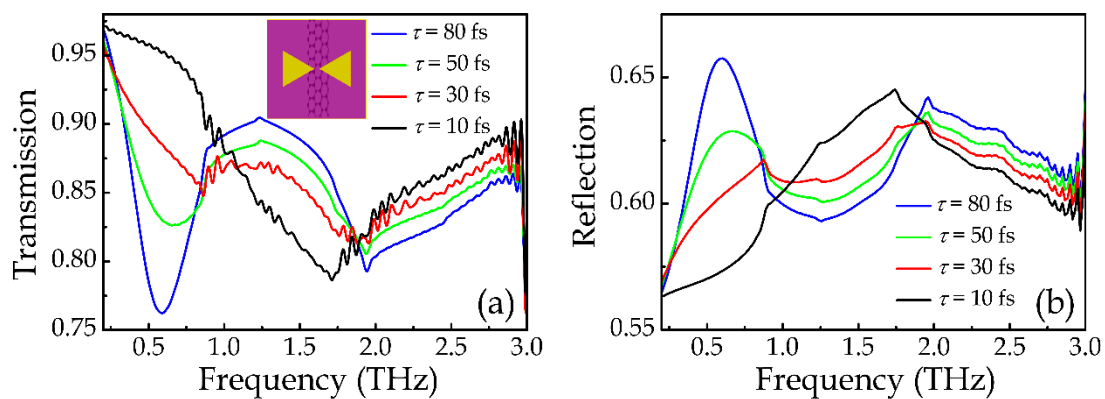 0.95
0.90
0.85
0.80
0.75
Transmission
τ = 80 fs
τ = 50 fs
τ = 30 fs
τ = 10 fs
(a)
0.5 1.0 1.5 2.0 2.5 3.0
Frequency (THz)
0.65
0.60
0.55
Reflection
τ = 80 fs
τ = 50 fs
τ = 30 fs
τ = 10 fs
(b)
0.5 1.0 1.5 2.0 2.5 3.0
Frequency (THz)